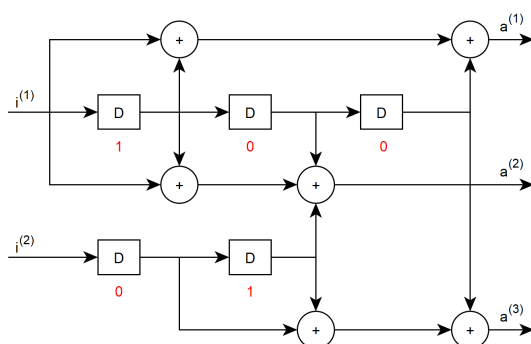 + + a(1)
i(1) D D D
1 0 0
+ + a(2)
i(2) D D
0 1
+ + a(3)